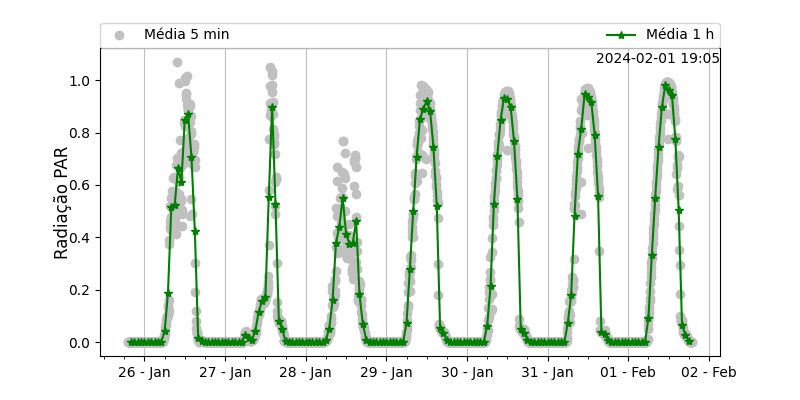 Média 5 min
Média 1 h
2024-02-01 19:05
Radiação PAR
1.0
0.8
0.6
0.4
0.2
0.0
26 - Jan
27 - Jan
28 - Jan
29 - Jan
30 - Jan
31 - Jan
01 - Feb
02 - Feb